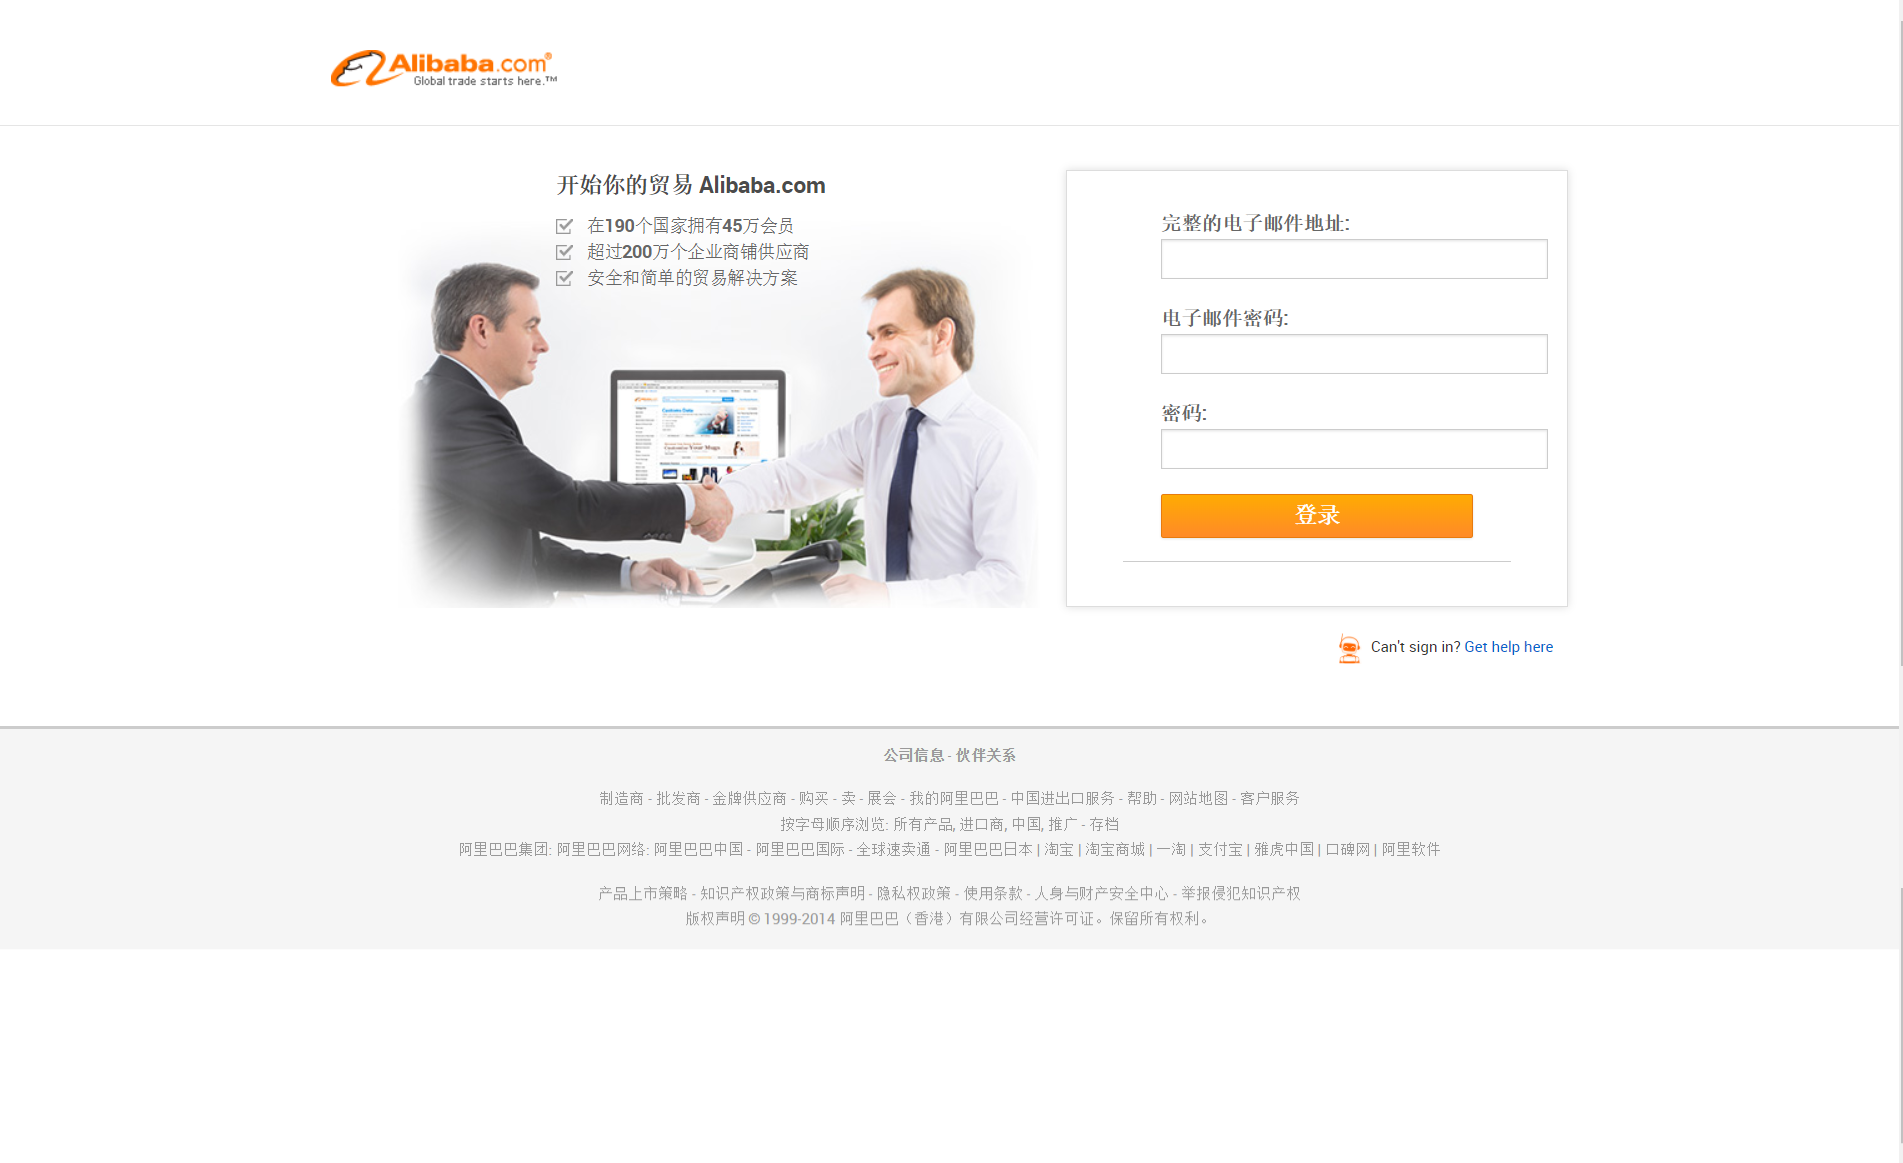 Alibaba.com®
Global trade starts here.™
开始你的贸易 Alibaba.com
在190个国家拥有45万会员
超过200万个企业商铺供应商
安全和简单的贸易解决方案
完整的电子邮件地址:
电子邮件密码:
密码:
登录
Can't sign in? Get help here
公司信息 - 伙伴关系
制造商 - 批发商 - 金牌供应商 - 购买 - 卖 - 展会 - 我的阿里巴巴 - 中国进出口服务 - 帮助 - 网站地图 - 客户服务
按字母顺序浏览: 所有产品, 进口商, 中国, 推广 - 存档
阿里巴巴集团: 阿里巴巴网络: 阿里巴巴中国 - 阿里巴巴国际 - 全球速卖通 - 阿里巴巴日本 | 淘宝 | 淘宝商城 | 一淘 | 支付宝 | 雅虎中国 | 口碑网 | 阿里软件
产品上市策略 - 知识产权政策与商标声明 - 隐私权政策 - 使用条款 - 人身与财产安全中心 - 举报侵犯知识产权
版权声明 © 1999-2014 阿里巴巴（香港）有限公司经营许可证。保留所有权利。